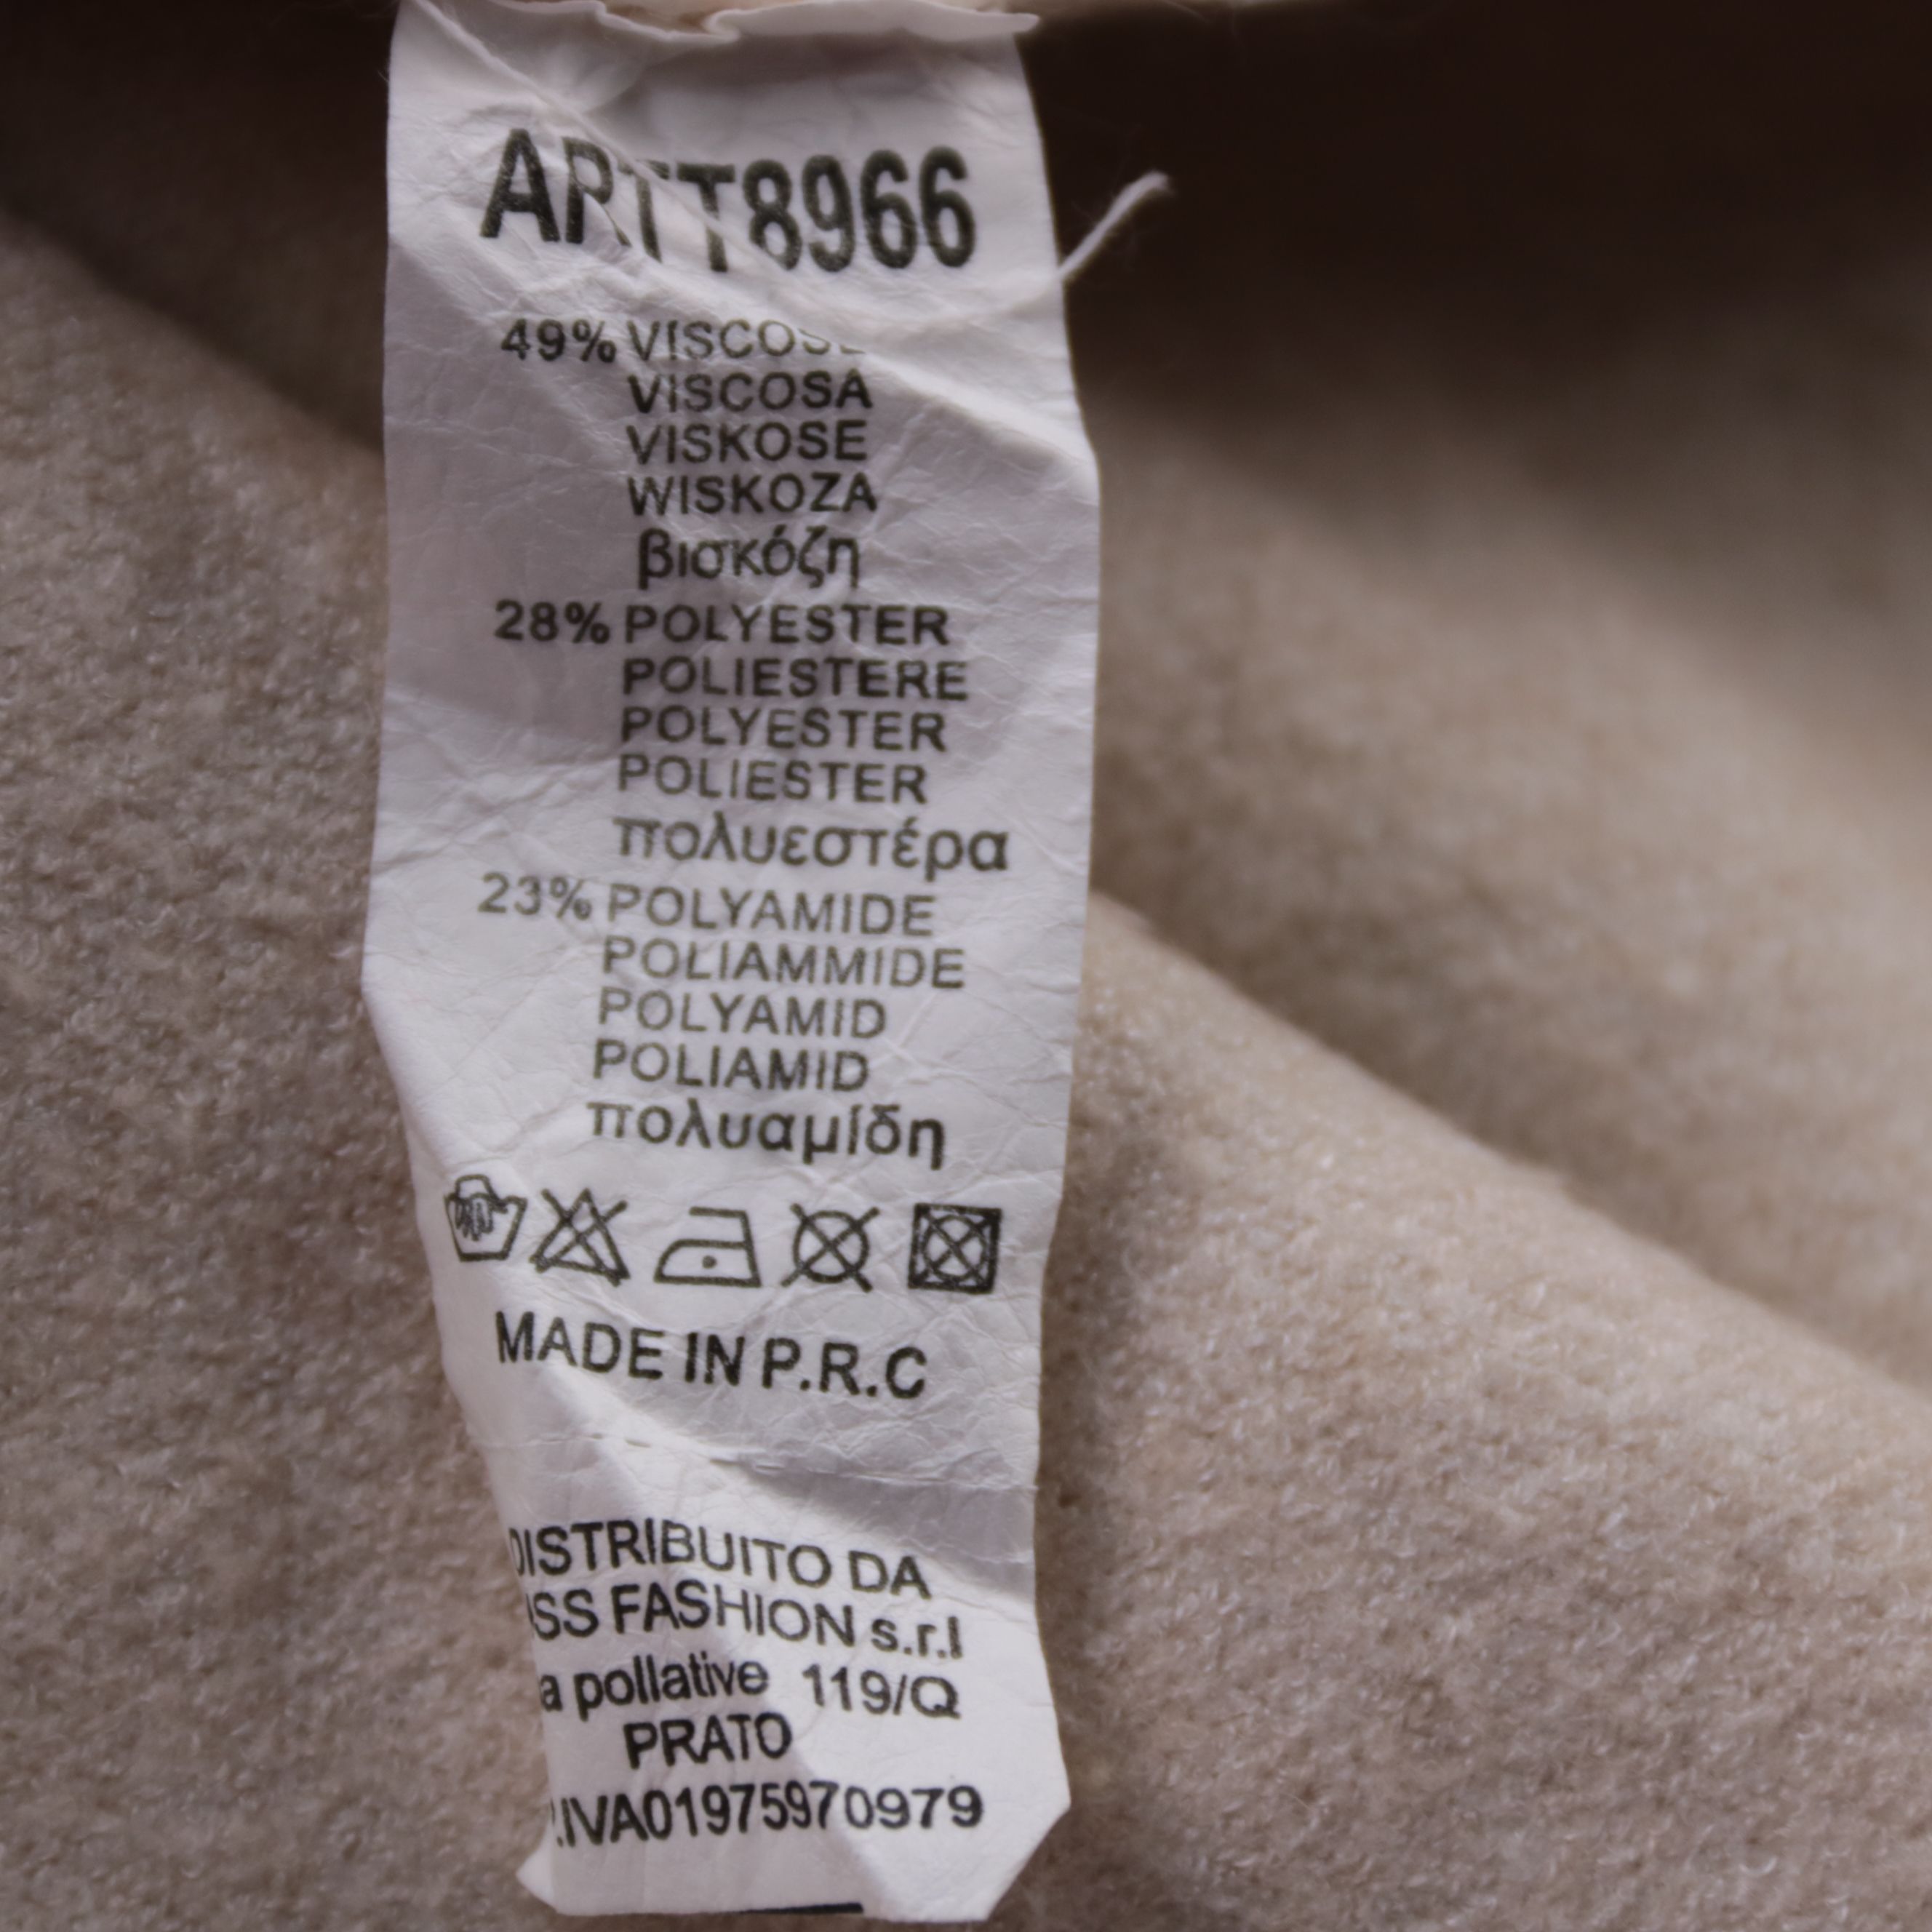 ARTT8966
49% VISCOSE
VISCOSA
VISKOSE
WISKOZA
βισκόζη
28% POLYESTER
POLIESTERE
POLYESTER
POLIESTER
πολυεστέρα
23% POLYAMIDE
POLIAMMIDE
POLYAMID
POLIAMID
πολυαμίδη
MADE IN P.R.C
DISTRIBUITO DA
FASHION s.r.l
pollative 119/Q
PRATO
P.IVA01975970979